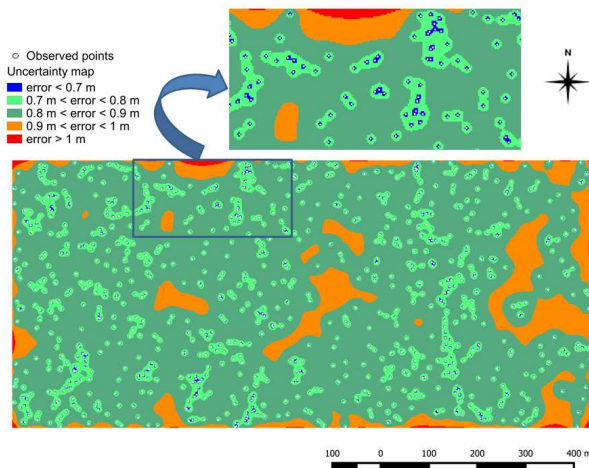 Observed points
Uncertainty map
error < 0.7 m
0.7 m < error < 0.8 m
0.8 m < error < 0.9 m
0.9 m < error < 1 m
error > 1 m
N
100 0 100 200 300 400 m